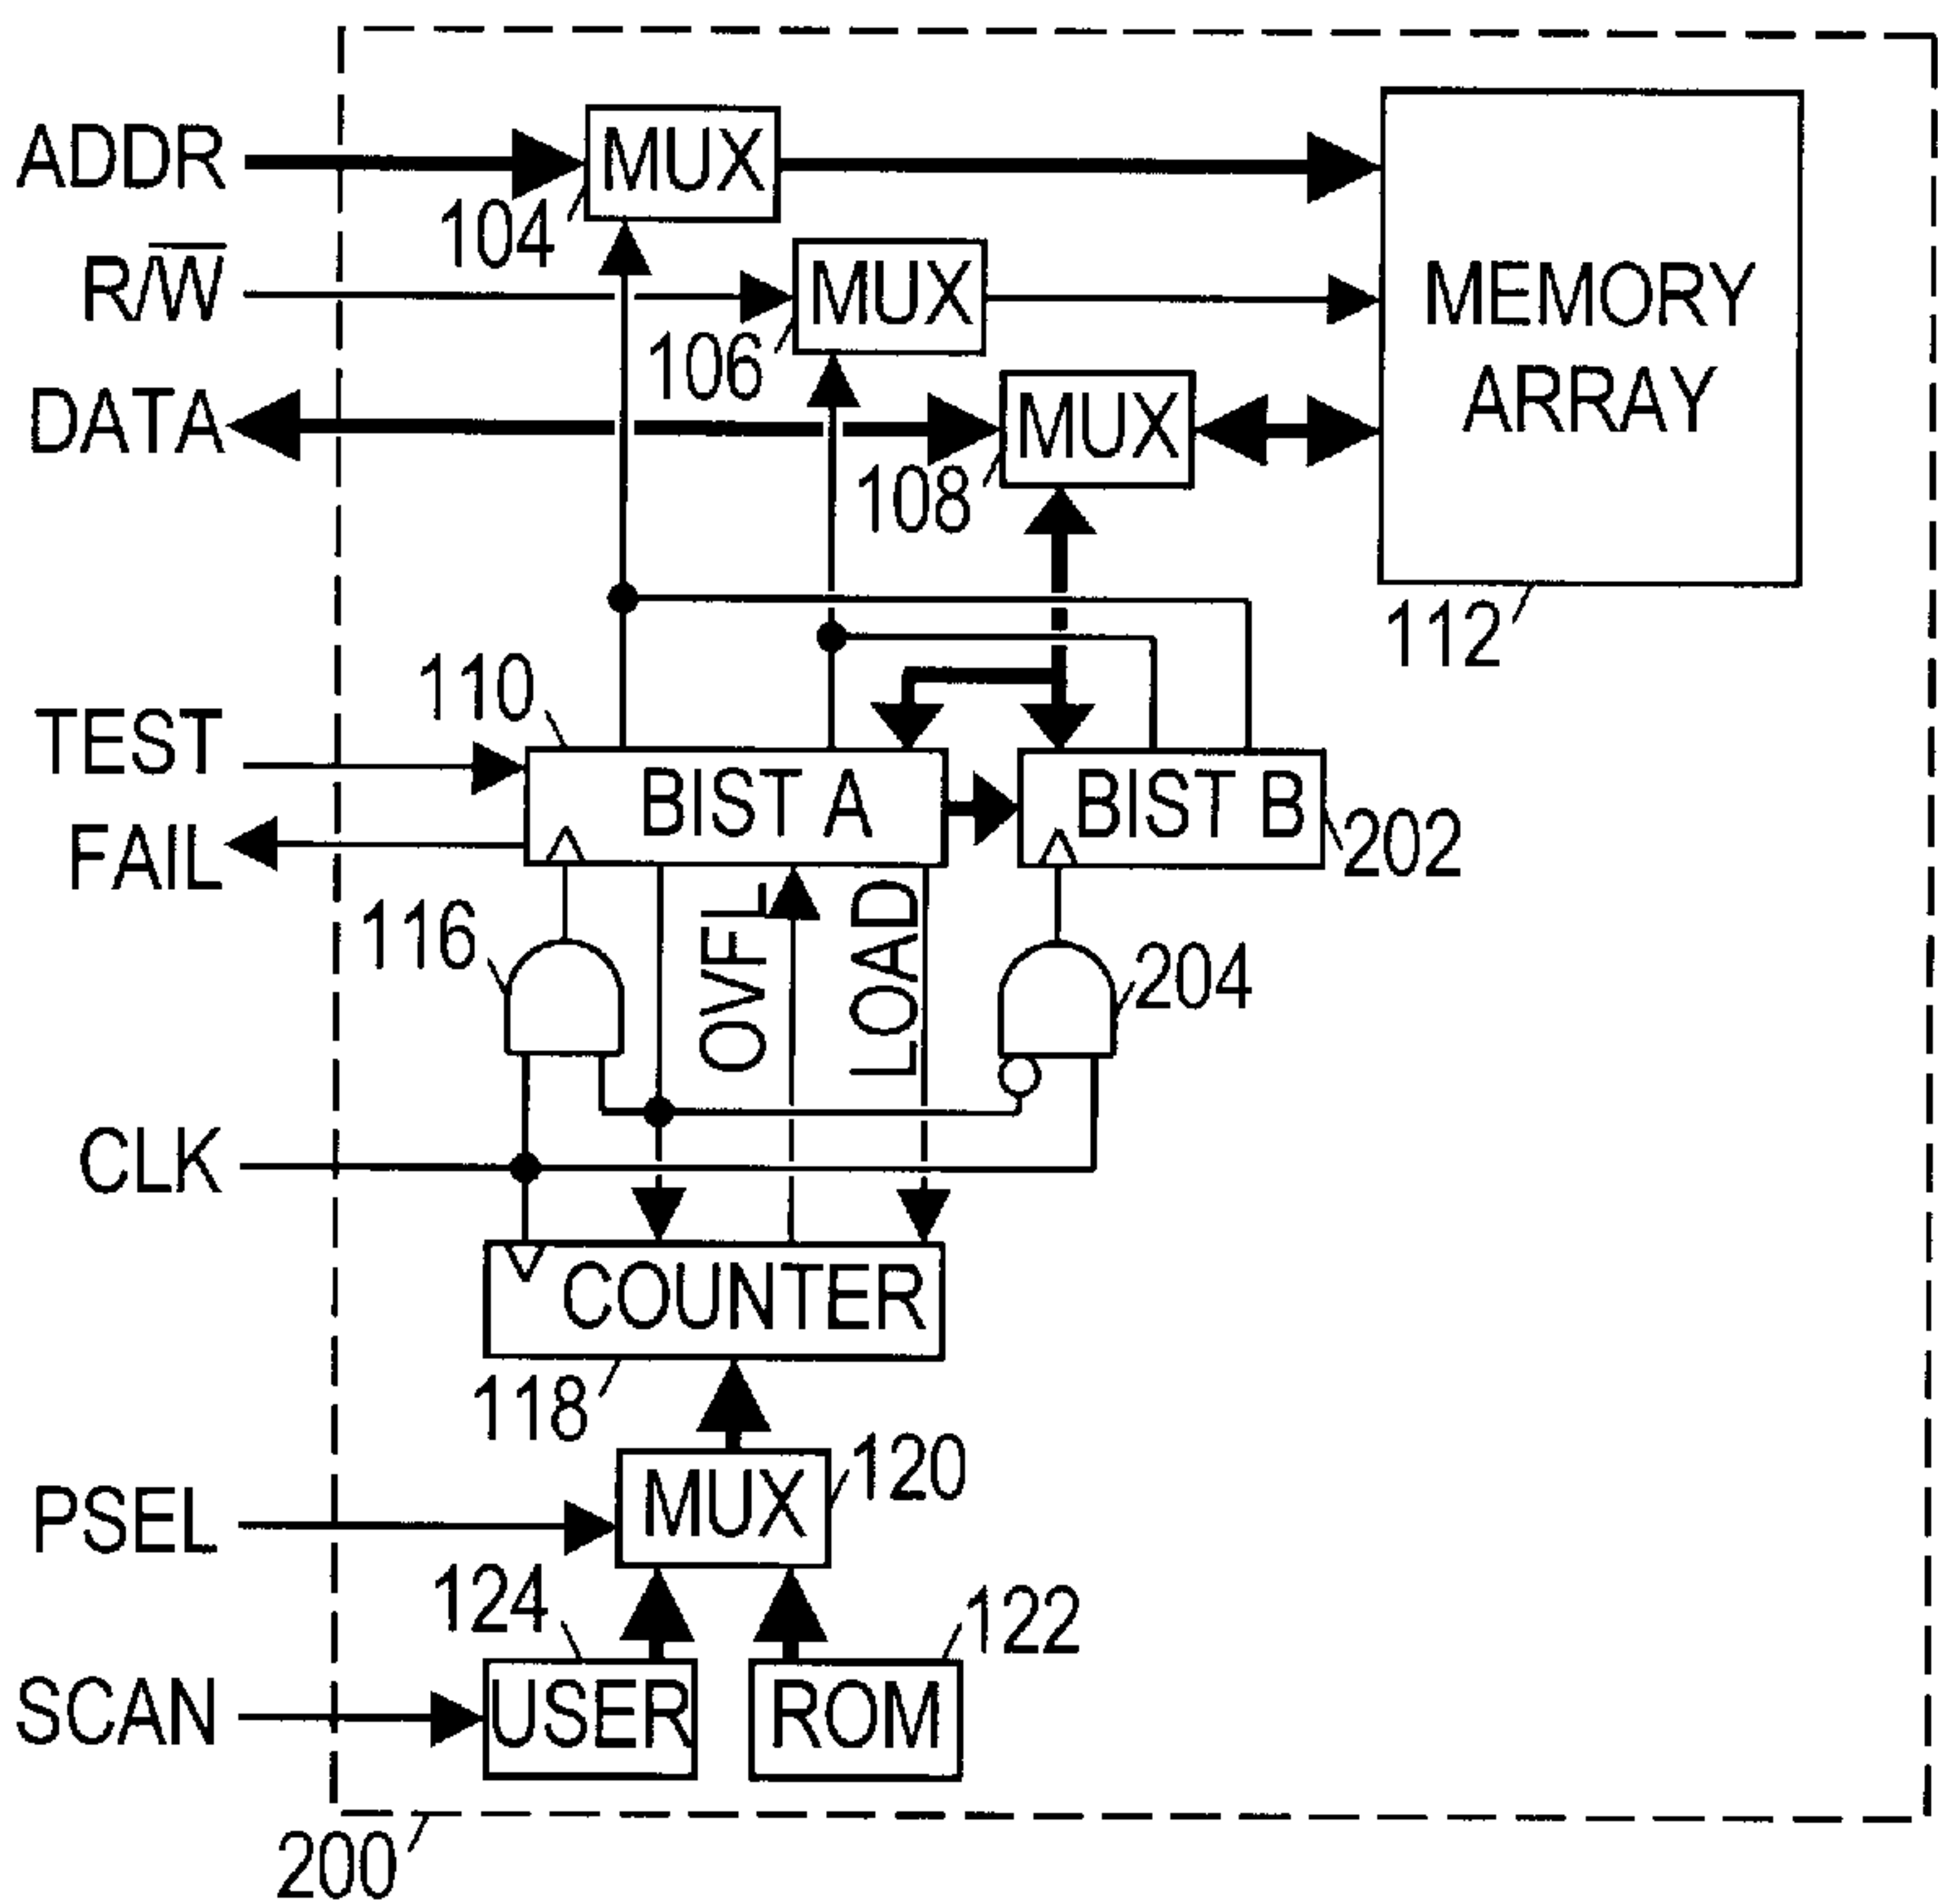 ADDR
MUX
104
R/W̅
MUX
106
MEMORY
ARRAY
DATA
MUX
108
112
110
TEST
BIST A
BIST B
FAIL
202
116
OVFL
LOAD
204
CLK
COUNTER
118
MUX
120
PSEL
124
122
SCAN
USER
ROM
200